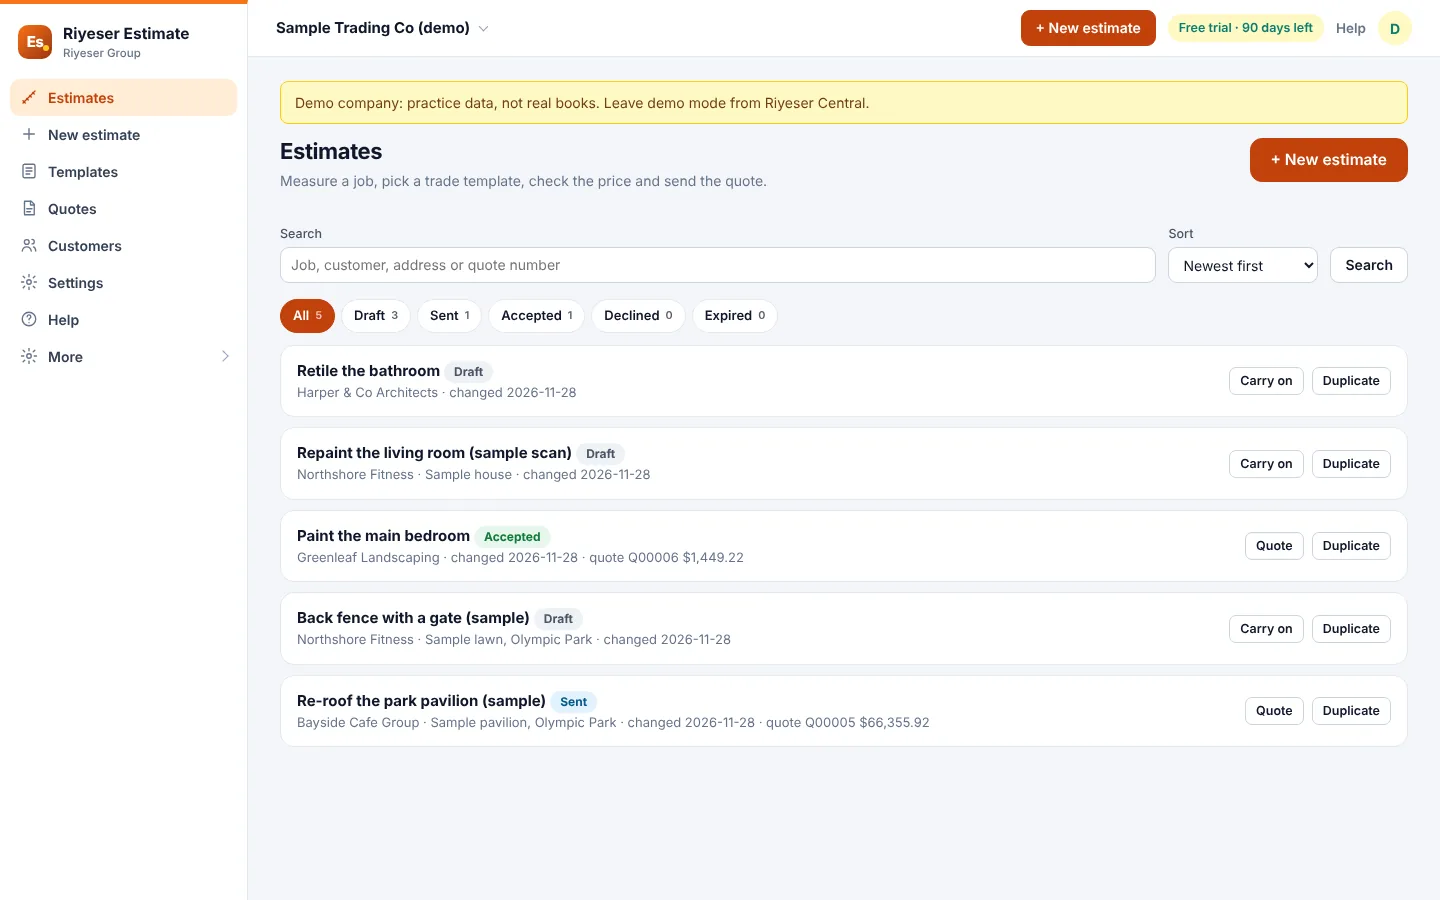 Es.
Riyeser Estimate
Riyeser Group
Estimates
New estimate
Templates
Quotes
Customers
Settings
Help
More
Sample Trading Co (demo)
+ New estimate
Free trial · 90 days left
Help
D
Demo company: practice data, not real books. Leave demo mode from Riyeser Central.
Estimates
Measure a job, pick a trade template, check the price and send the quote.
+ New estimate
Search
Job, customer, address or quote number
Sort
Newest first
Search
All 5
Draft 3
Sent 1
Accepted 1
Declined 0
Expired 0
Retile the bathroom Draft
Harper & Co Architects · changed 2026-11-28
Carry on
Duplicate
Repaint the living room (sample scan) Draft
Northshore Fitness · Sample house · changed 2026-11-28
Carry on
Duplicate
Paint the main bedroom Accepted
Greenleaf Landscaping · changed 2026-11-28 · quote Q00006 $1,449.22
Quote
Duplicate
Back fence with a gate (sample) Draft
Northshore Fitness · Sample lawn, Olympic Park · changed 2026-11-28
Carry on
Duplicate
Re-roof the park pavilion (sample) Sent
Bayside Cafe Group · Sample pavilion, Olympic Park · changed 2026-11-28 · quote Q00005 $66,355.92
Quote
Duplicate